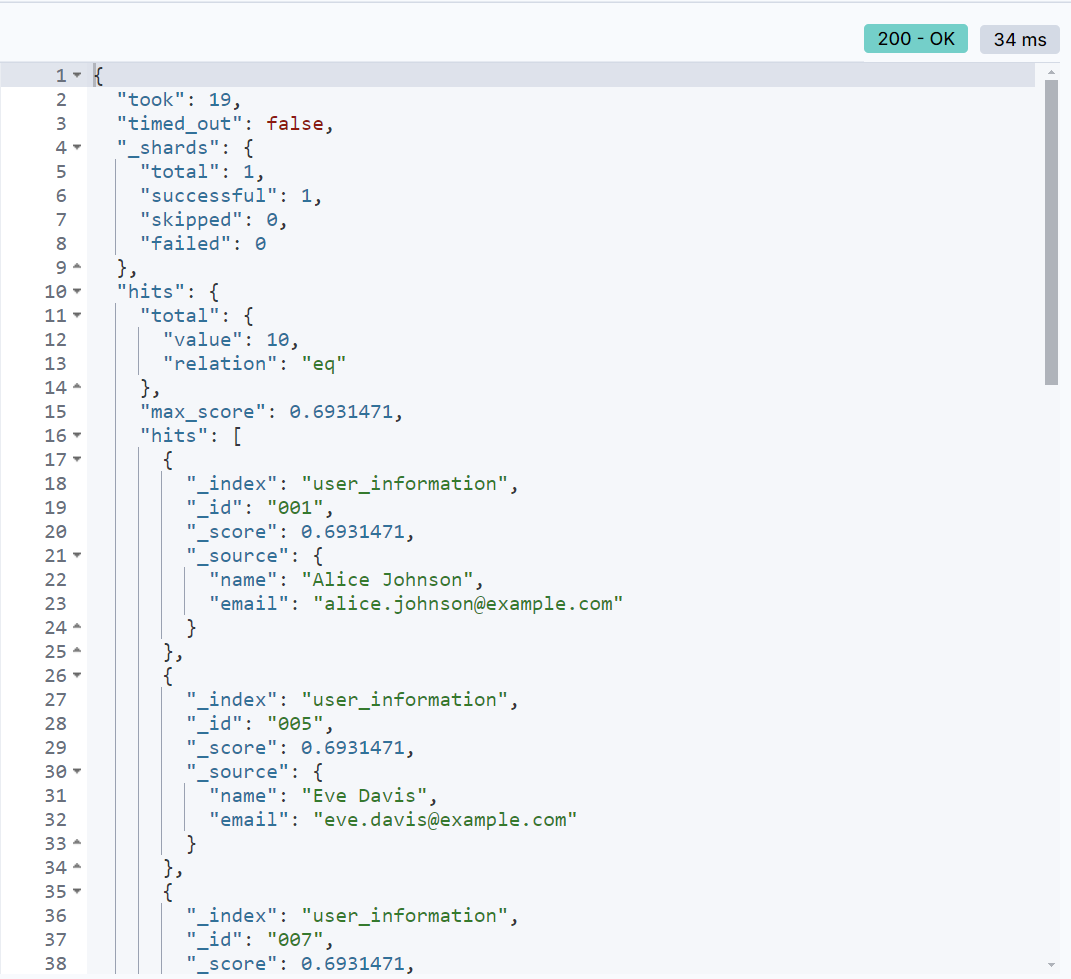 200 - OK 34 ms
1 {
2 "took": 19,
3 "timed_out": false,
4 "_shards": {
5 "total": 1,
6 "successful": 1,
7 "skipped": 0,
8 "failed": 0
9 },
10 "hits": {
11 "total": {
12 "value": 10,
13 "relation": "eq"
14 },
15 "max_score": 0.6931471,
16 "hits": [
17 {
18 "_index": "user_information",
19 "_id": "001",
20 "_score": 0.6931471,
21 "_source": {
22 "name": "Alice Johnson",
23 "email": "alice.johnson@example.com"
24 }
25 },
26 {
27 "_index": "user_information",
28 "_id": "005",
29 "_score": 0.6931471,
30 "_source": {
31 "name": "Eve Davis",
32 "email": "eve.davis@example.com"
33 }
34 },
35 {
36 "_index": "user_information",
37 "_id": "007",
38 "_score": 0.6931471,